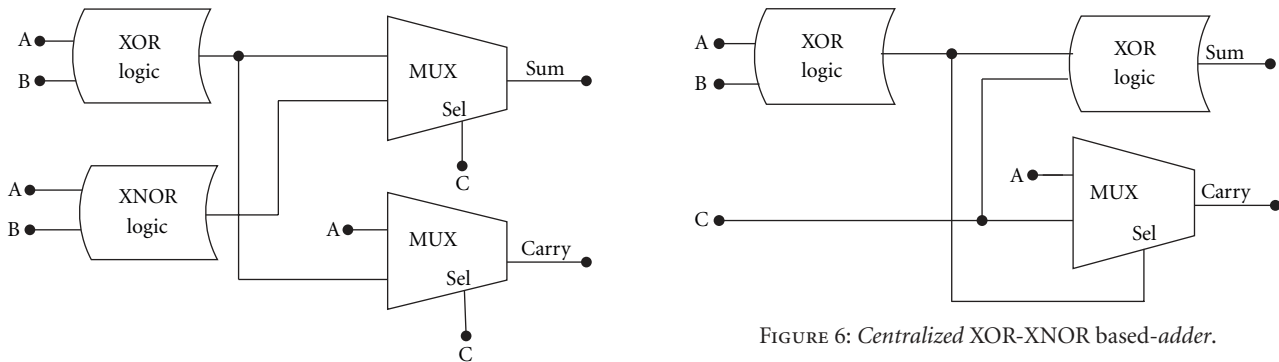 A
B
XOR
logic
MUX
Sel
Sum
C
A
B
XNOR
logic
A
MUX
Sel
Carry
C
A
B
XOR
logic
XOR
logic
Sum
A
MUX
Sel
Carry
C
FIGURE 6: Centralized XOR-XNOR based-adder.